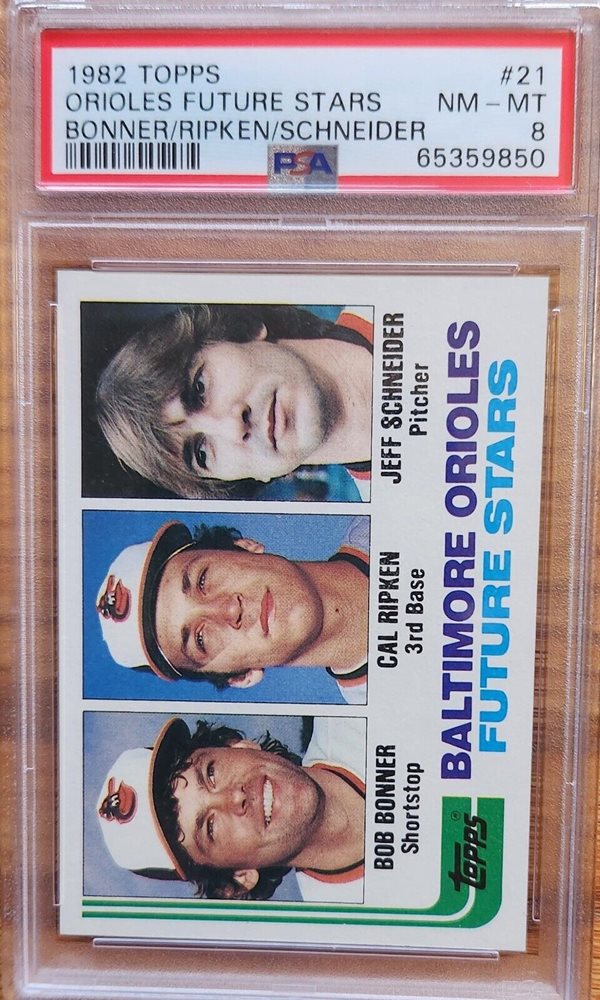 1982 TOPPS #21
ORIOLES FUTURE STARS NM - MT
BONNER/RIPKEN/SCHNEIDER 8
PSA 65359850
BOB BONNER
Shortstop
CAL RIPKEN
3rd Base
JEFF SCHNEIDER
Pitcher
topps®
BALTIMORE ORIOLES
FUTURE STARS